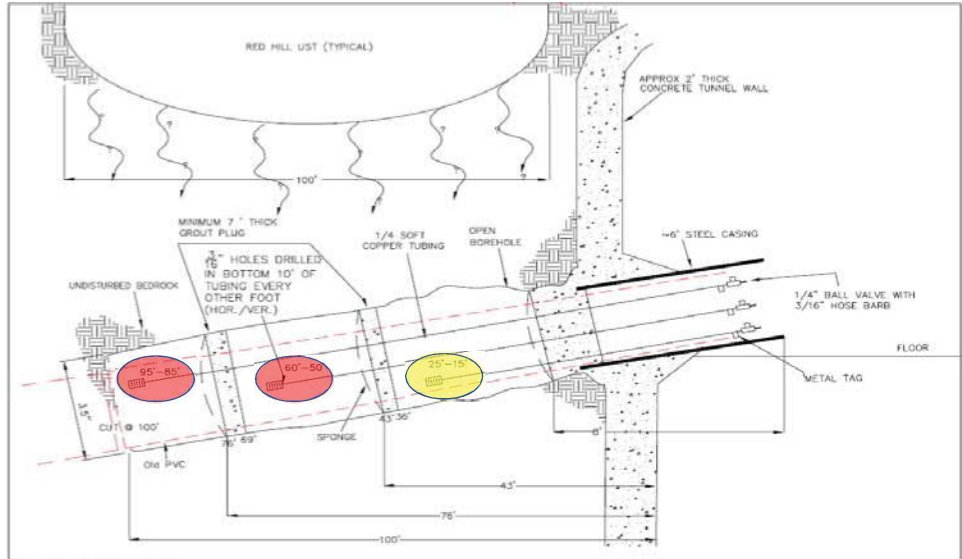 RED HILL UST (TYPICAL)
APPROX 2' THICK
CONCRETE TUNNEL WALL
?
?
?
?
?
?
?
?
?
?
?
?
100'
MINIMUM 7 ' THICK
GROUT PLUG
1/4 SOFT
COPPER TUBING
OPEN
BOREHOLE
~6' STEEL CASING
3/16" HOLES DRILLED
IN BOTTOM 10' OF
TUBING EVERY
OTHER FOOT
(HOR./VER.)
UNDISTURBED BEDROCK
1/4" BALL VALVE WITH
3/16" HOSE BARB
FLOOR
METAL TAG
95'-85'
60'-50'
25'-15'
3.5"
CUT @ 100'
Old PVC
76' 69'
SPONGE
43' 36'
6'
43'
76'
100'